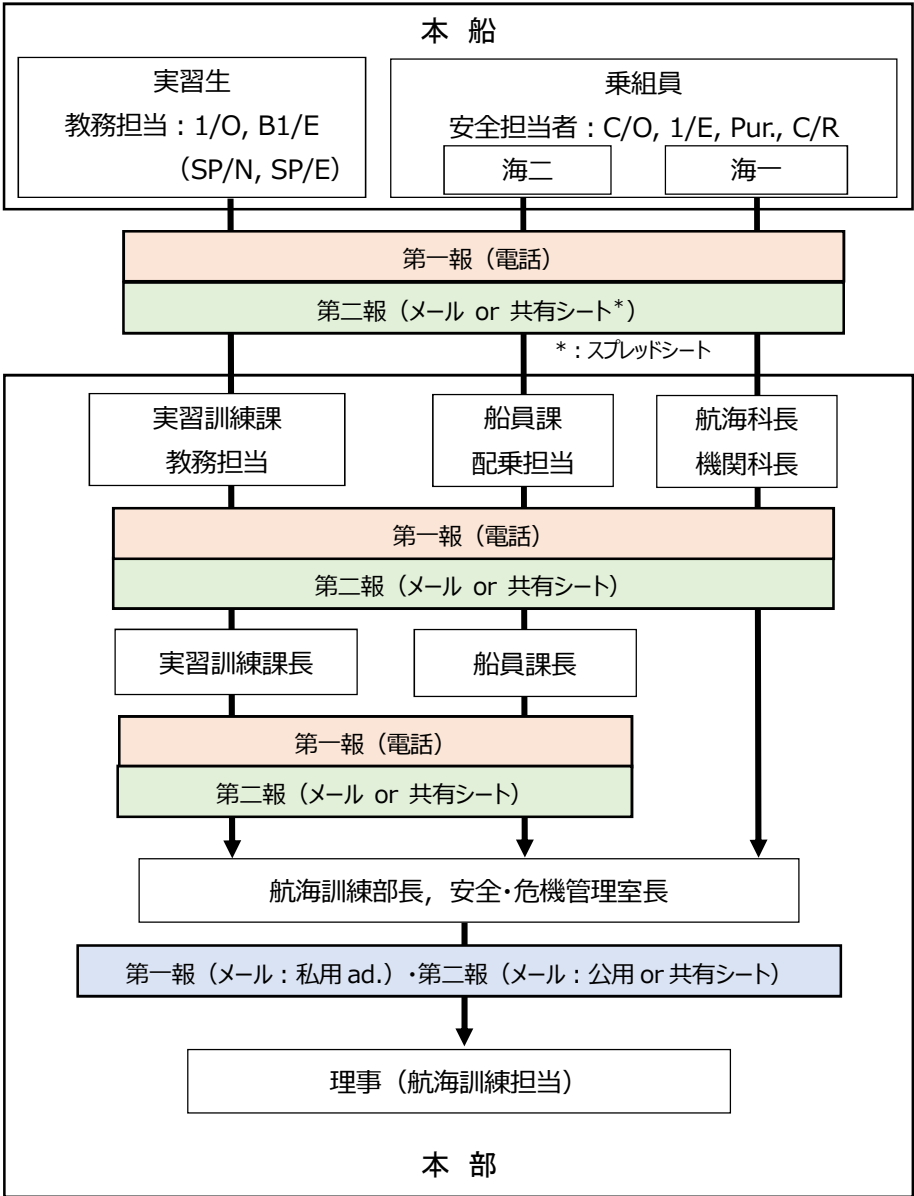 本 船
実習生
教務担当：1/O, B1/E
（SP/N, SP/E）
乗組員
安全担当者：C/O, 1/E, Pur., C/R
海二
海一
第一報（電話）
第二報（メール or 共有シート*）
*：スプレッドシート
実習訓練課
教務担当
船員課
配乗担当
航海科長
機関科長
第一報（電話）
第二報（メール or 共有シート）
実習訓練課長
船員課長
第一報（電話）
第二報（メール or 共有シート）
航海訓練部長，安全・危機管理室長
第一報（メール：私用 ad.）・第二報（メール：公用 or 共有シート）
理事（航海訓練担当）
本 部